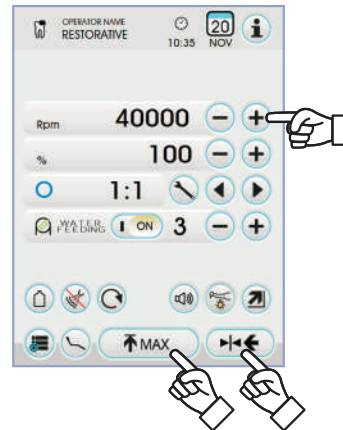 OPERATOR NAME
RESTORATIVE
10:35
20
NOV
i
Rpm 40000 − +
% 100 − +
1:1
WATER FEEDING I ON 3 − +
MAX